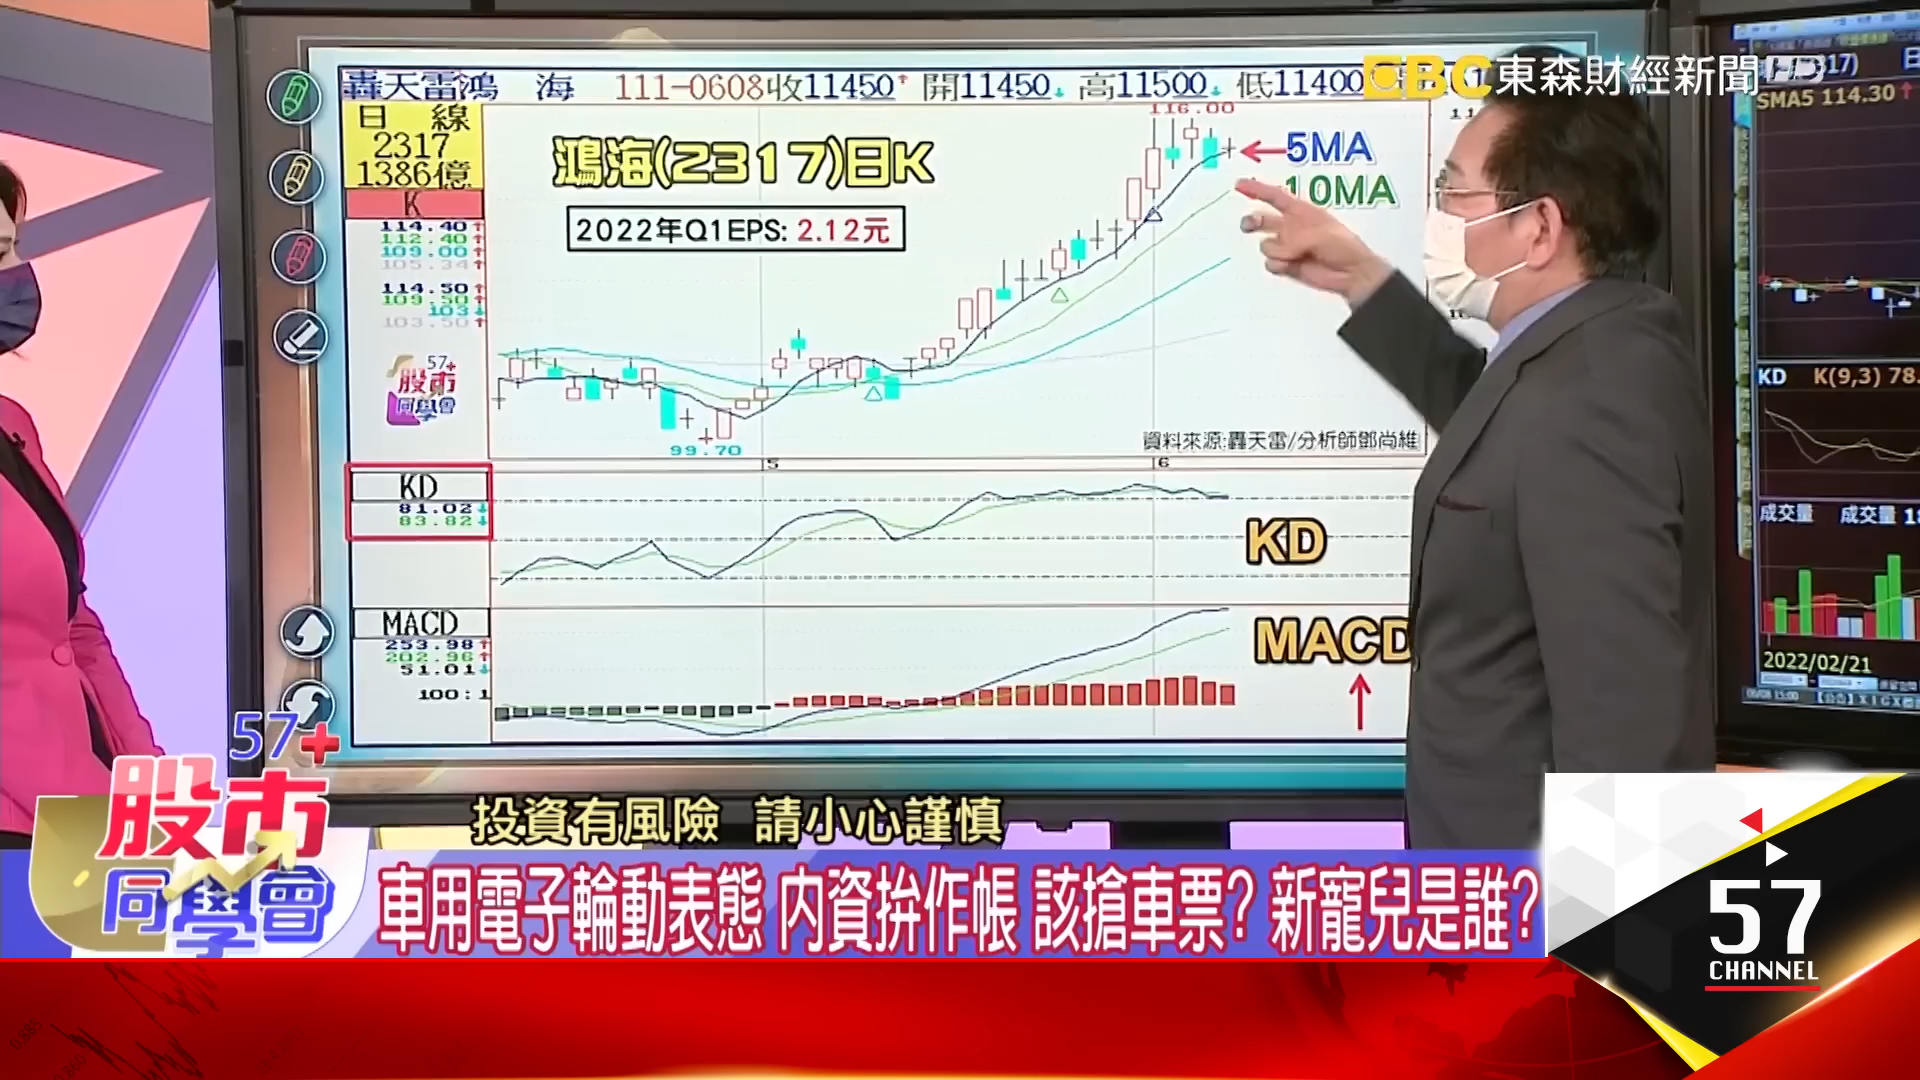 轟天雷鴻 海 111-0608收11450↑ 開11450↓ 高11500↓ 低11400
EBC東森財經新聞HD
日 線
2317
1386億
K
114.40↑
112.40↑
109.00↑
105.34↑
114.50↑
109.50↑
103↓
103.50↑
鴻海(2317)日K
2022年Q1EPS: 2.12元
116.00
←5MA
10MA
99.70
57+
股市
同學會
資料來源:轟天雷/分析師鄧尚維
5
6
KD
81.02↓
83.82↓
KD
MACD
253.98↑
202.96↑
51.01↓
100:1
MACD
↑
SMA5 114.30↑
KD K(9,3) 78.
成交量 成交量
2022/02/21
57+
股市
同學會
投資有風險 請小心謹慎
車用電子輪動表態 內資拚作帳 該搶車票? 新寵兒是誰?
57
CHANNEL